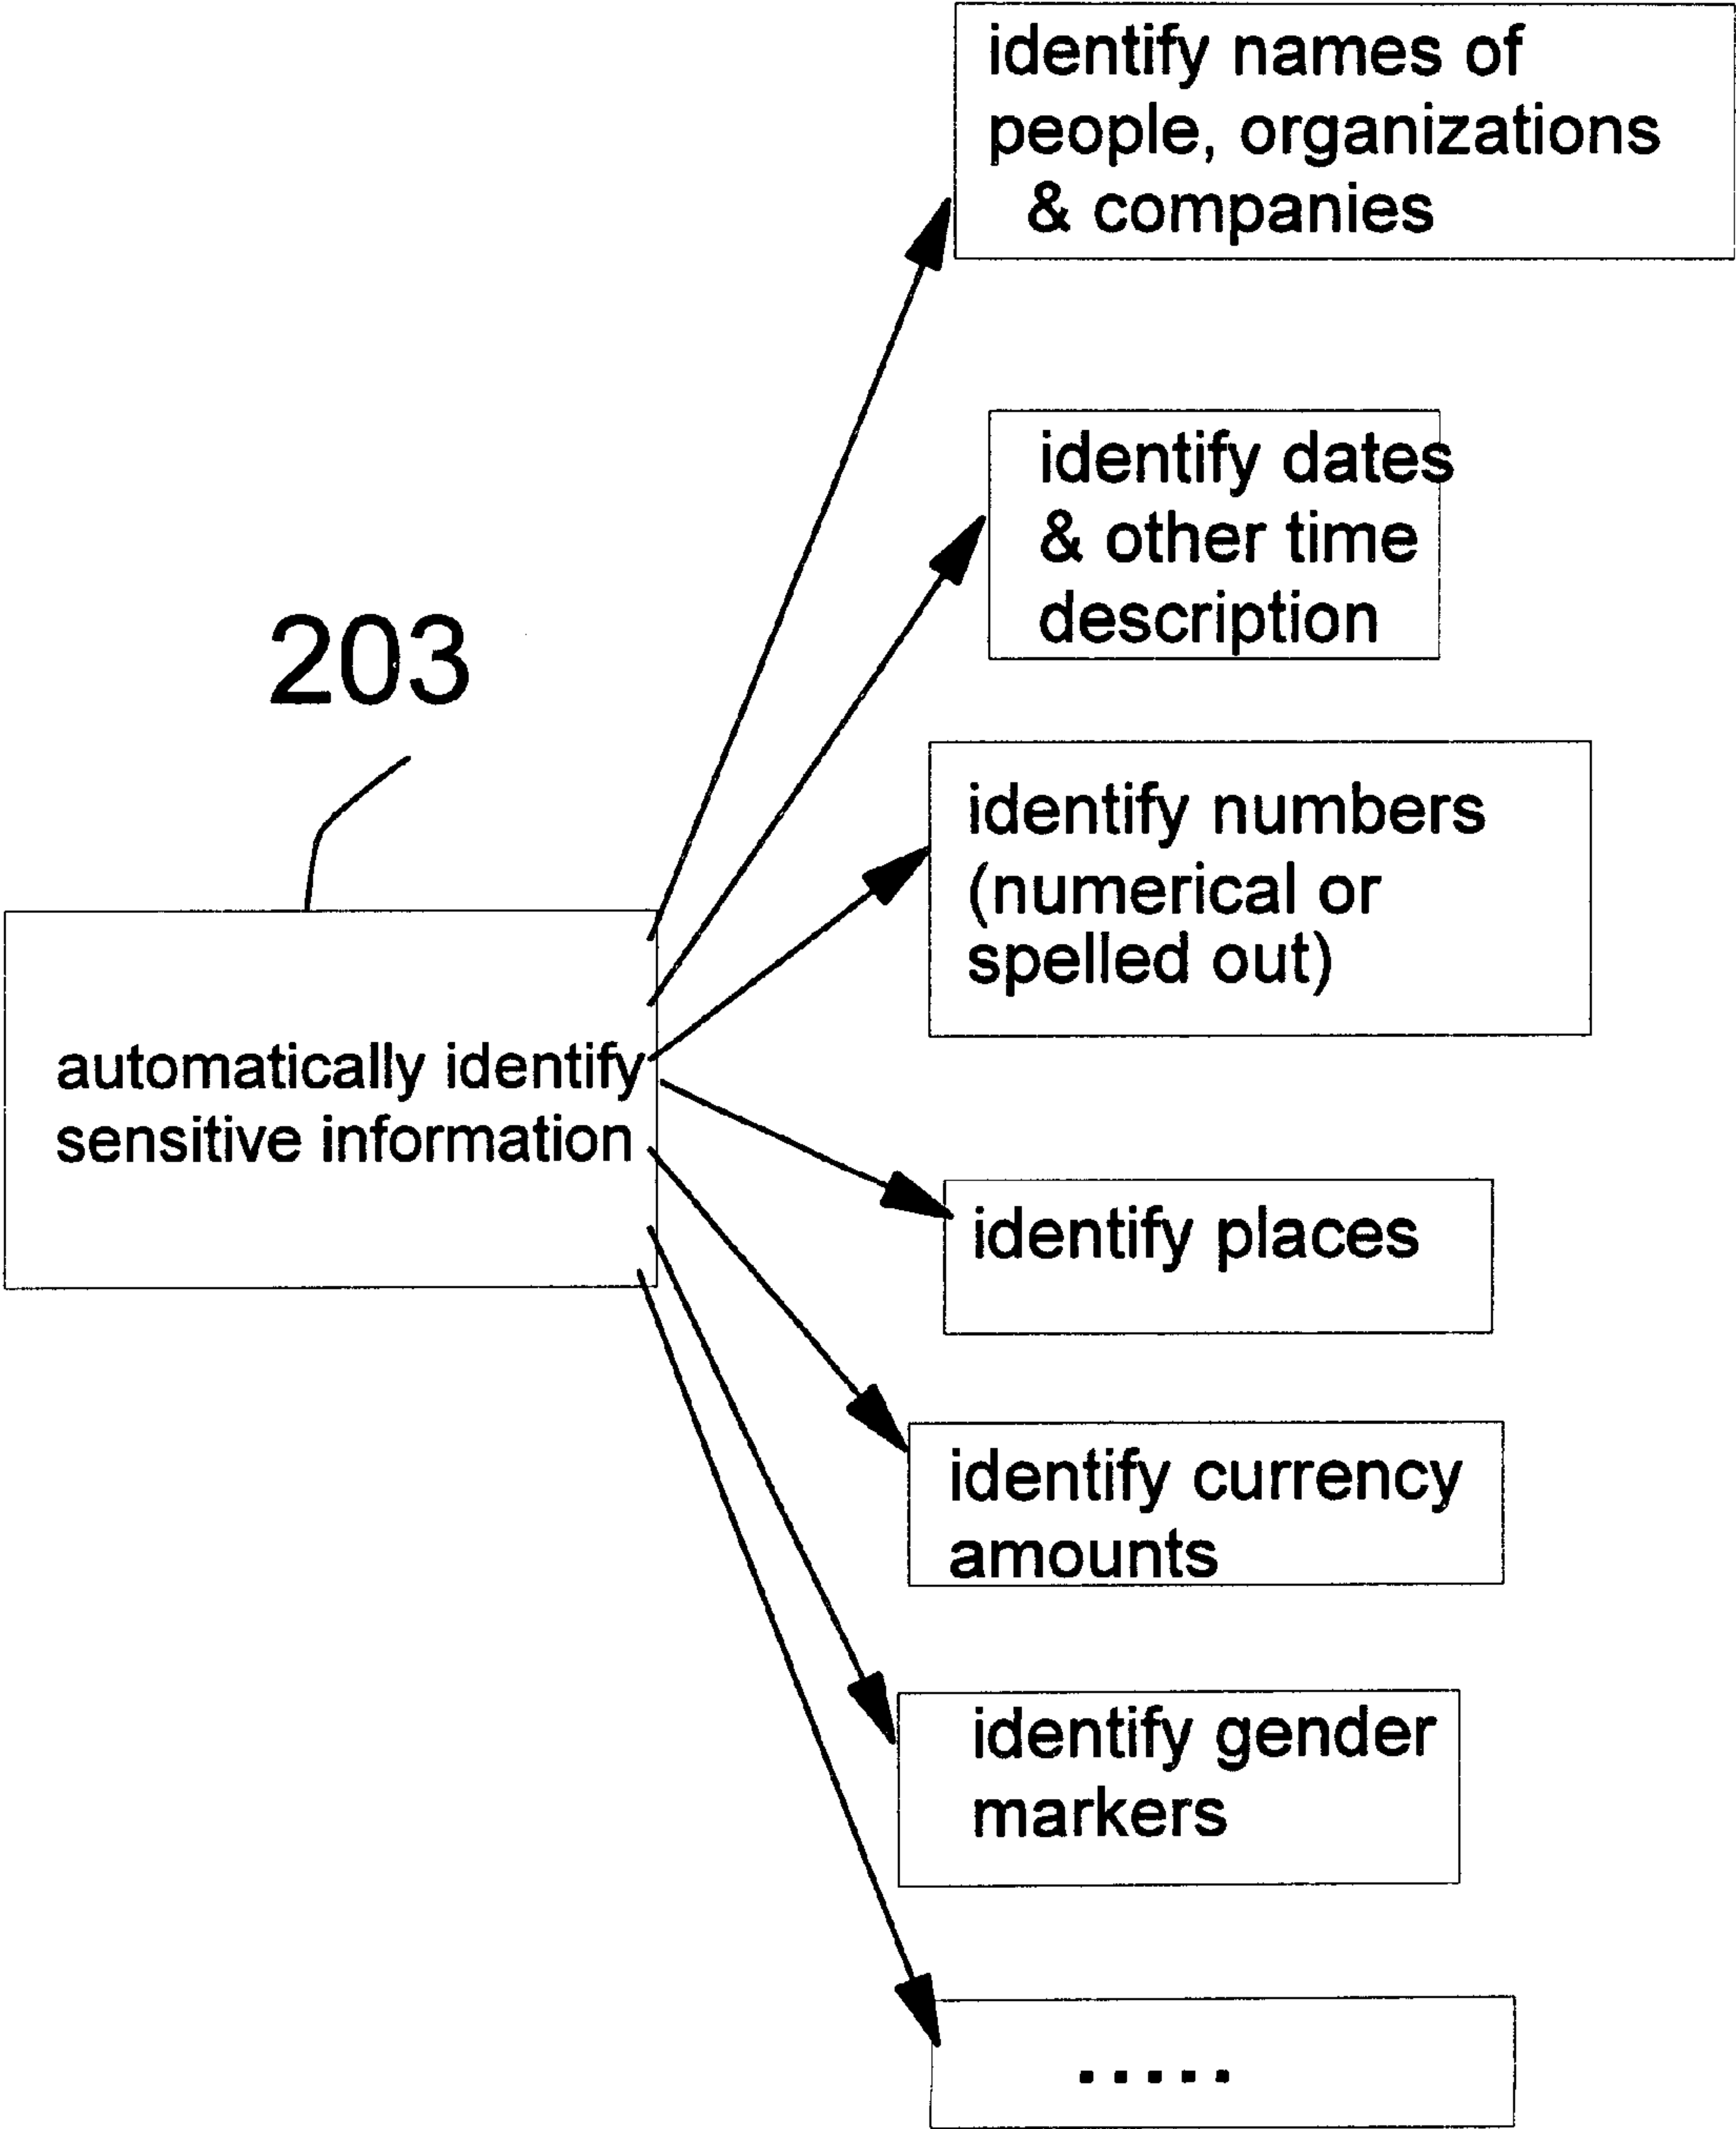 identify names of
people, organizations
& companies
identify dates
& other time
description
203
identify numbers
(numerical or
spelled out)
automatically identify
sensitive information
identify places
identify currency
amounts
identify gender
markers
.....